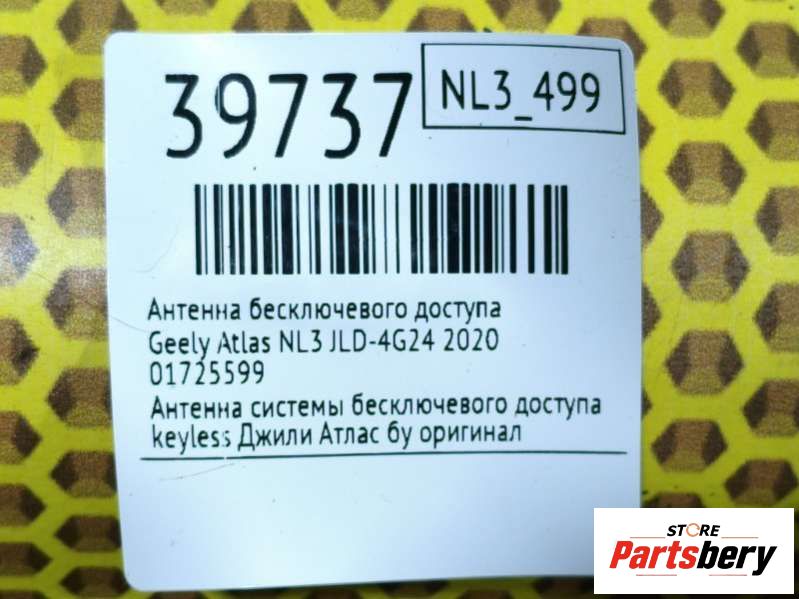 39737
NL3_499
Антенна бесключевого доступа
Geely Atlas NL3 JLD-4G24 2020
01725599
Антенна системы бесключевого доступа
keyless Джили Атлас бу оригинал
STORE
Partsbery